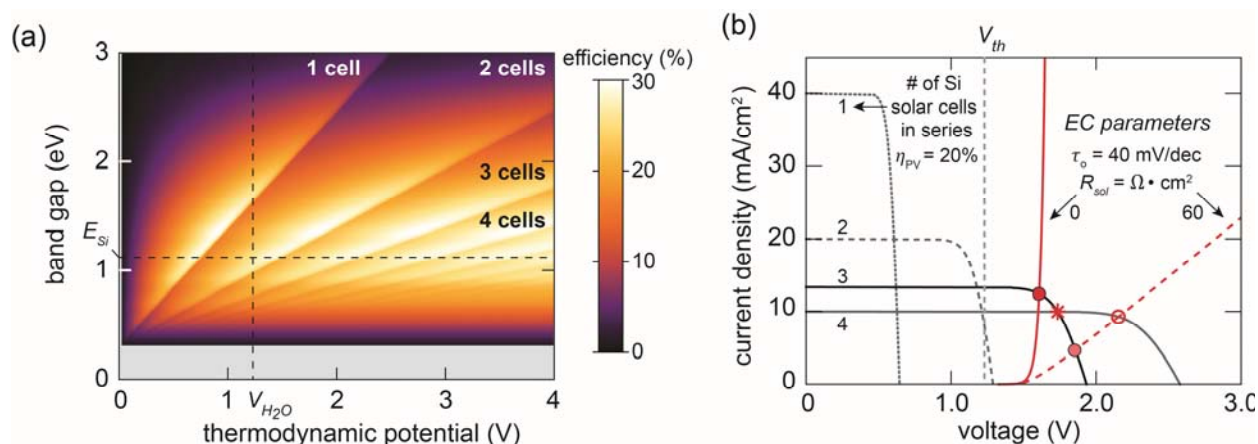 (a)
3
2
1
0
band gap (eV)
E_Si
1 cell
2 cells
3 cells
4 cells
0
1
2
3
4
V_H2O
thermodynamic potential (V)
efficiency (%)
30
20
10
0
(b)
V_th
40
30
20
10
0
current density (mA/cm²)
1
2
3
4
# of Si
solar cells
in series
η_PV = 20%
EC parameters
τ_o = 40 mV/dec
R_sol = Ω • cm²
0
60
0
1.0
2.0
3.0
voltage (V)